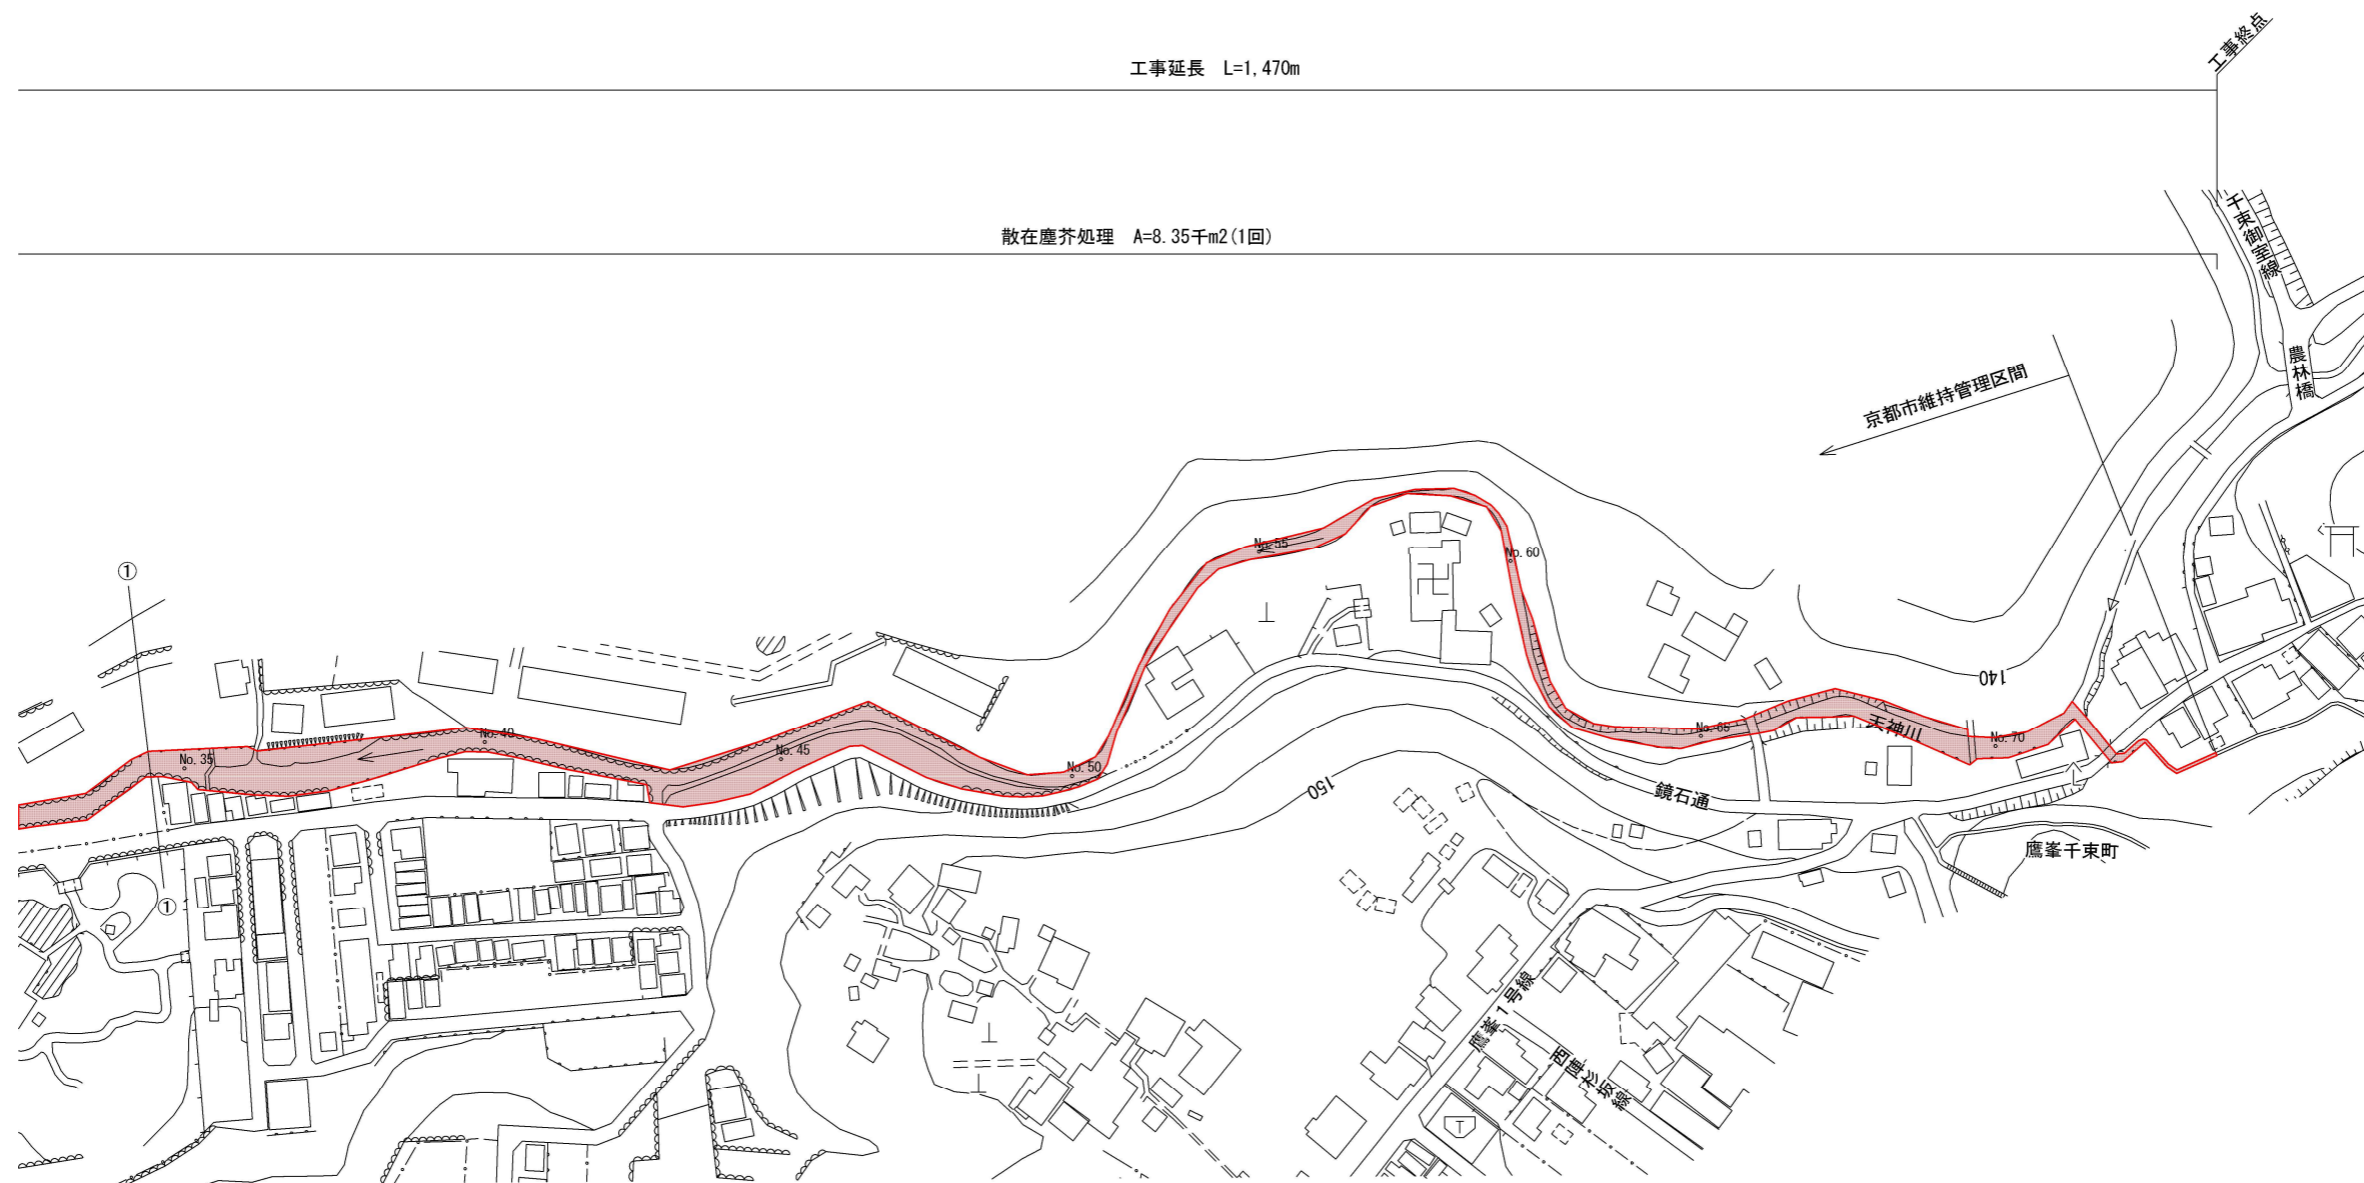 工事終点
工事延長 L=1,470m
散在塵芥処理 A=8.35千m2(1回)
千束御室線
農林橋
京都市維持管理区間
No.55
No.60
①
140
No.65
天神川
No.70
No.40
No.45
No.35
No.50
150
鏡石通
鷹峯千束町
①
鷹峯1号線
西陣杉坂線
T